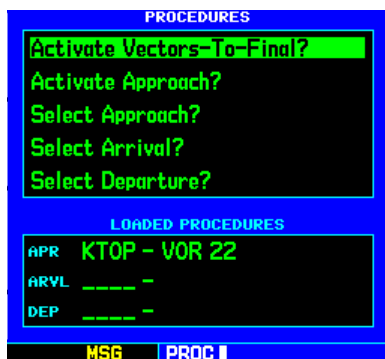 PROCEDURES
Activate Vectors-To-Final?
Activate Approach?
Select Approach?
Select Arrival?
Select Departure?
LOADED PROCEDURES
APR KTOP – VOR 22
ARVL ____ –
DEP ____ –
MSG PROC